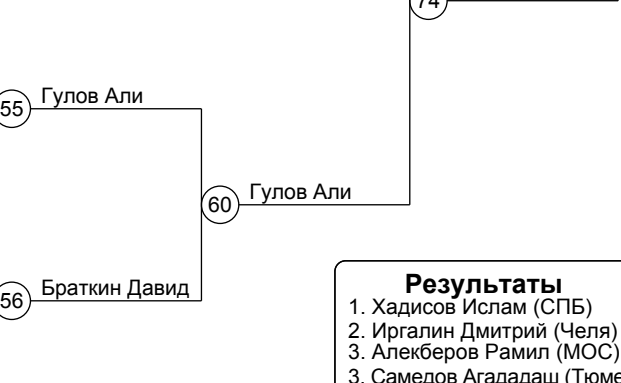 74
Гулов Али
55
Гулов Али
60
Браткин Давид
56
Результаты
1. Хадисов Ислам (СПБ)
2. Иргалин Дмитрий (Челя)
3. Алекберов Рамил (МОС)
3. Самедов Агададаш (Тюме